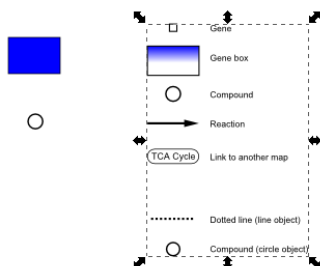 Gene
Gene box
Compound
Reaction
TCA Cycle
Link to another map
Dotted line (line object)
Compound (circle object)